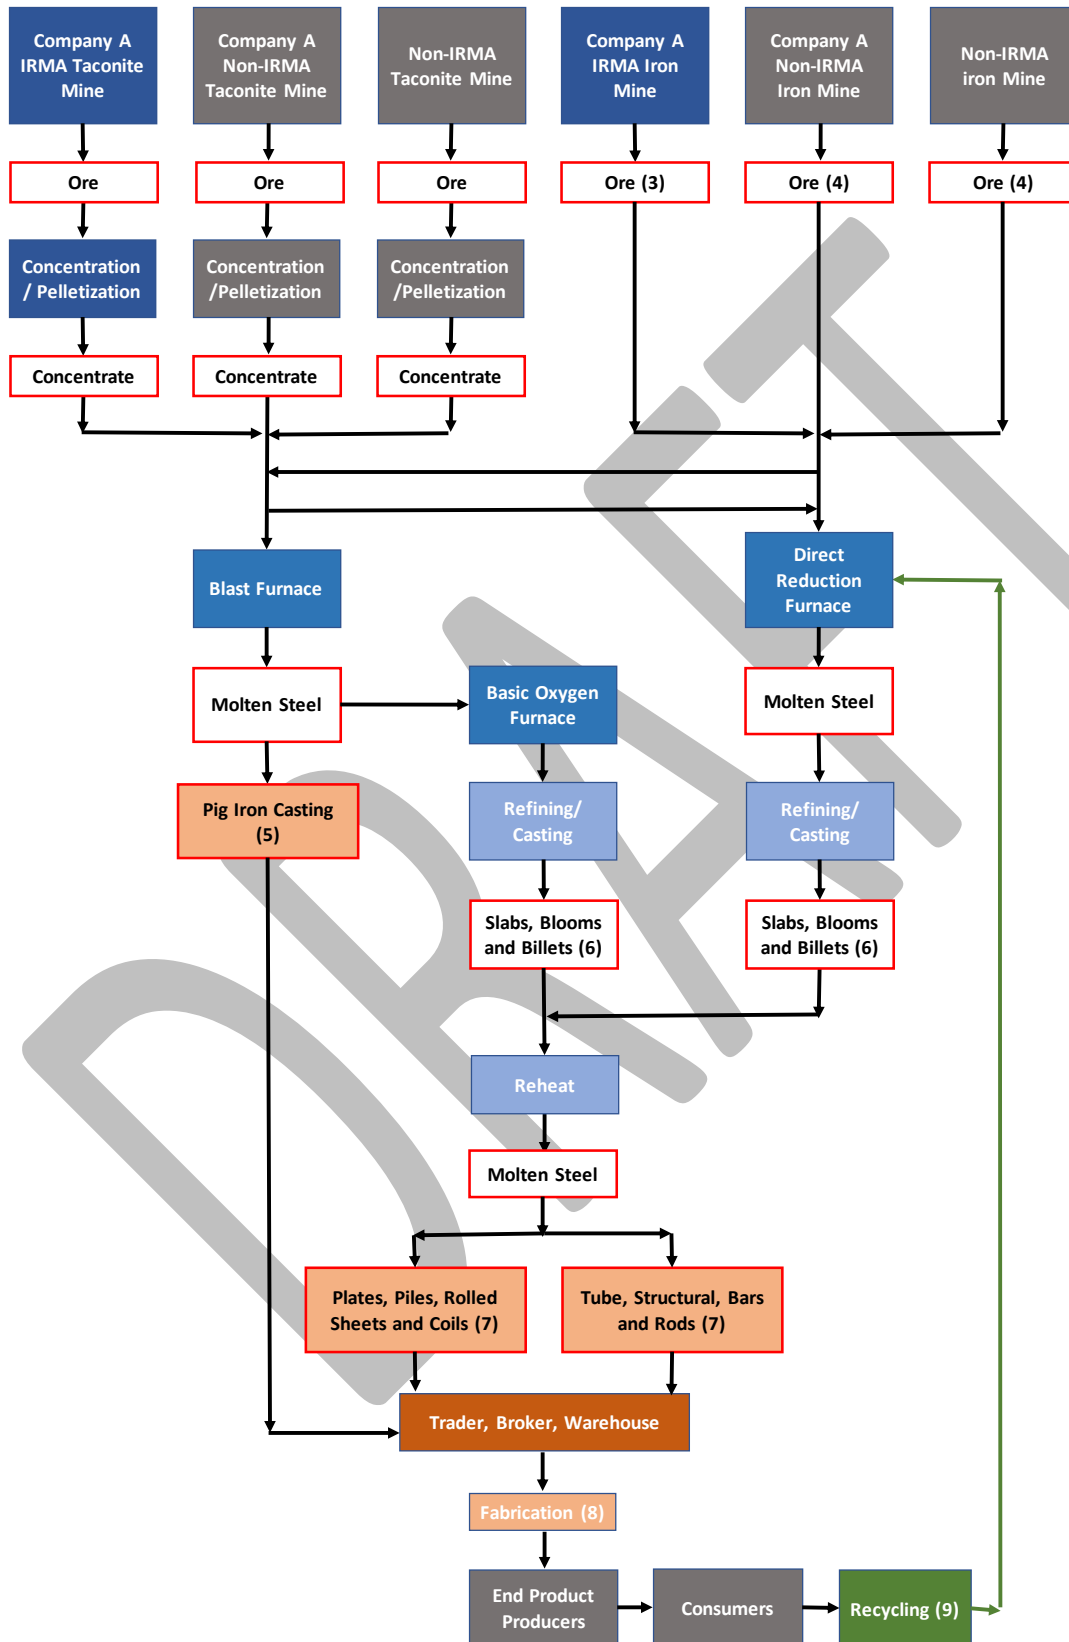 Company A
IRMA Taconite
Mine
Company A
Non-IRMA
Taconite Mine
Non-IRMA
Taconite Mine
Company A
IRMA Iron
Mine
Company A
Non-IRMA
Iron Mine
Non-IRMA
iron Mine
Ore
Ore
Ore
Ore (3)
Ore (4)
Ore (4)
Concentration
/ Pelletization
Concentration
/Pelletization
Concentration
/Pelletization
Concentrate
Concentrate
Concentrate
Blast Furnace
Direct
Reduction
Furnace
Molten Steel
Basic Oxygen
Furnace
Molten Steel
Pig Iron Casting
(5)
Refining/
Casting
Refining/
Casting
Slabs, Blooms
and Billets (6)
Slabs, Blooms
and Billets (6)
Reheat
Molten Steel
Plates, Piles, Rolled
Sheets and Coils (7)
Tube, Structural, Bars
and Rods (7)
Trader, Broker, Warehouse
Fabrication (8)
End Product
Producers
Consumers
Recycling (9)
DRAFT